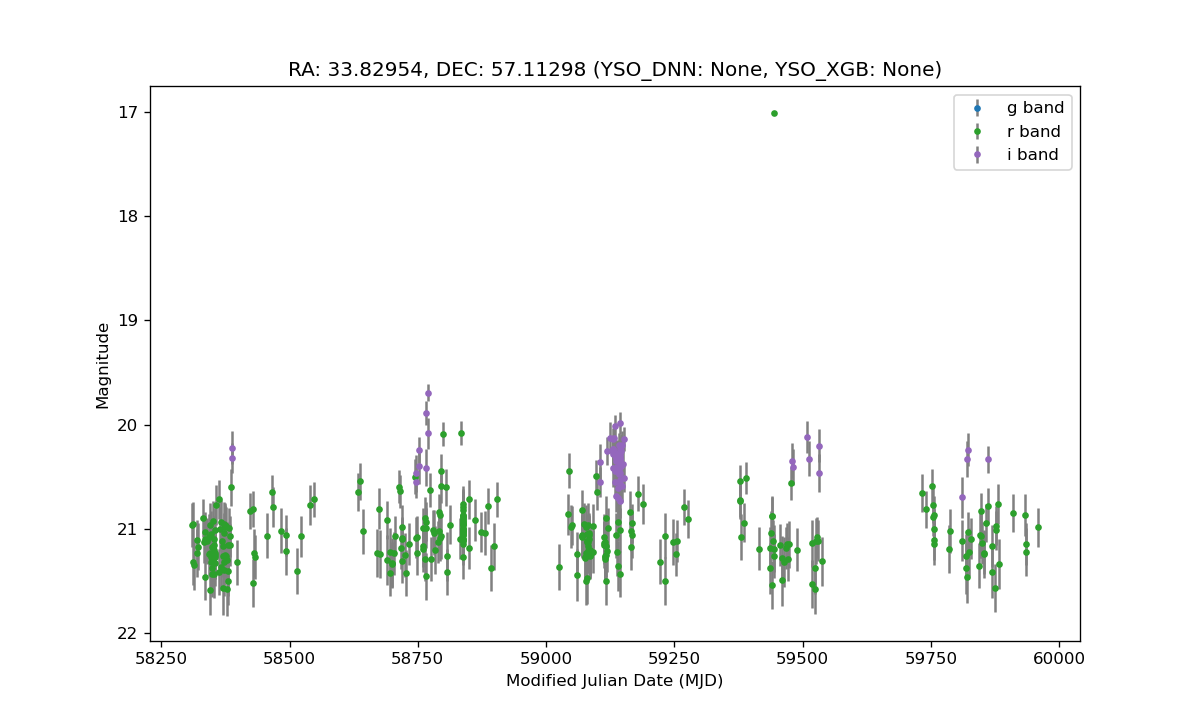 RA: 33.82954, DEC: 57.11298 (YSO_DNN: None, YSO_XGB: None)
17
18
19
20
21
22
Magnitude
g band
r band
i band
58250 58500 58750 59000 59250 59500 59750 60000
Modified Julian Date (MJD)